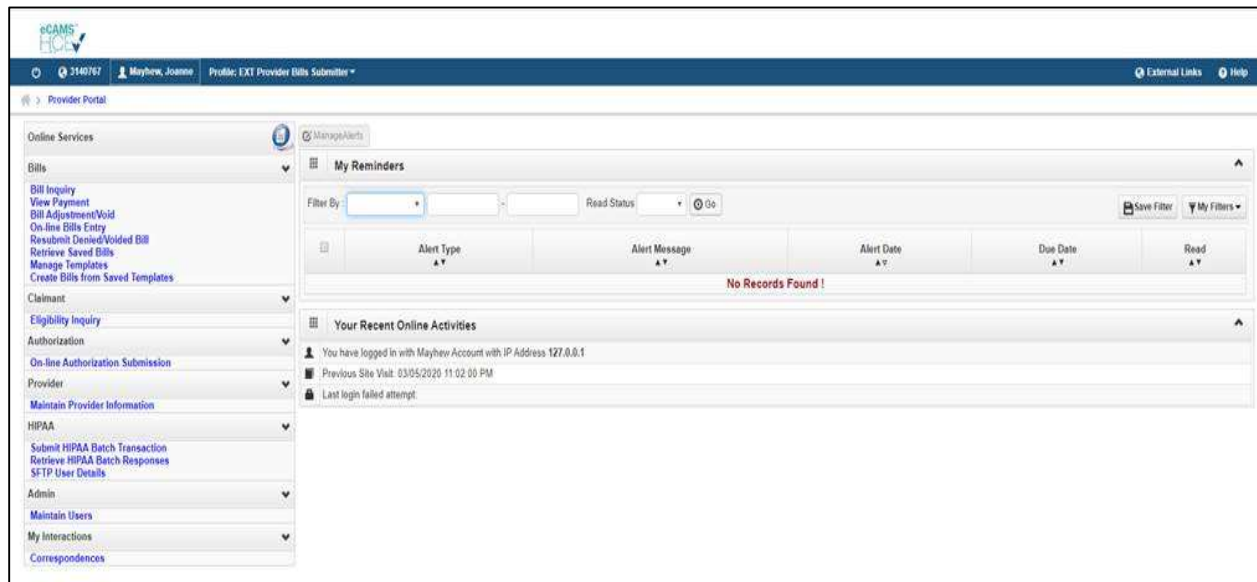 eCAMS
HCE
3140767 Mayhew, Joanne Profile: EXT Provider Bills Submitter External Links Help
> Provider Portal
Online Services
Bills
Bill Inquiry
View Payment
Bill Adjustment/Void
On-line Bills Entry
Resubmit Denied/Voided Bill
Retrieve Saved Bills
Manage Templates
Create Bills from Saved Templates
Claimant
Eligibility Inquiry
Authorization
On-line Authorization Submission
Provider
Maintain Provider Information
HIPAA
Submit HIPAA Batch Transaction
Retrieve HIPAA Batch Responses
SFTP User Details
Admin
Maintain Users
My Interactions
Correspondences
ManageAlerts
My Reminders
Filter By : - Read Status Go Save Filter My Filters
Alert Type Alert Message Alert Date Due Date Read
No Records Found !
Your Recent Online Activities
You have logged in with Mayhew Account with IP Address 127.0.0.1
Previous Site Visit: 03/05/2020 11:02:00 PM
Last login failed attempt: